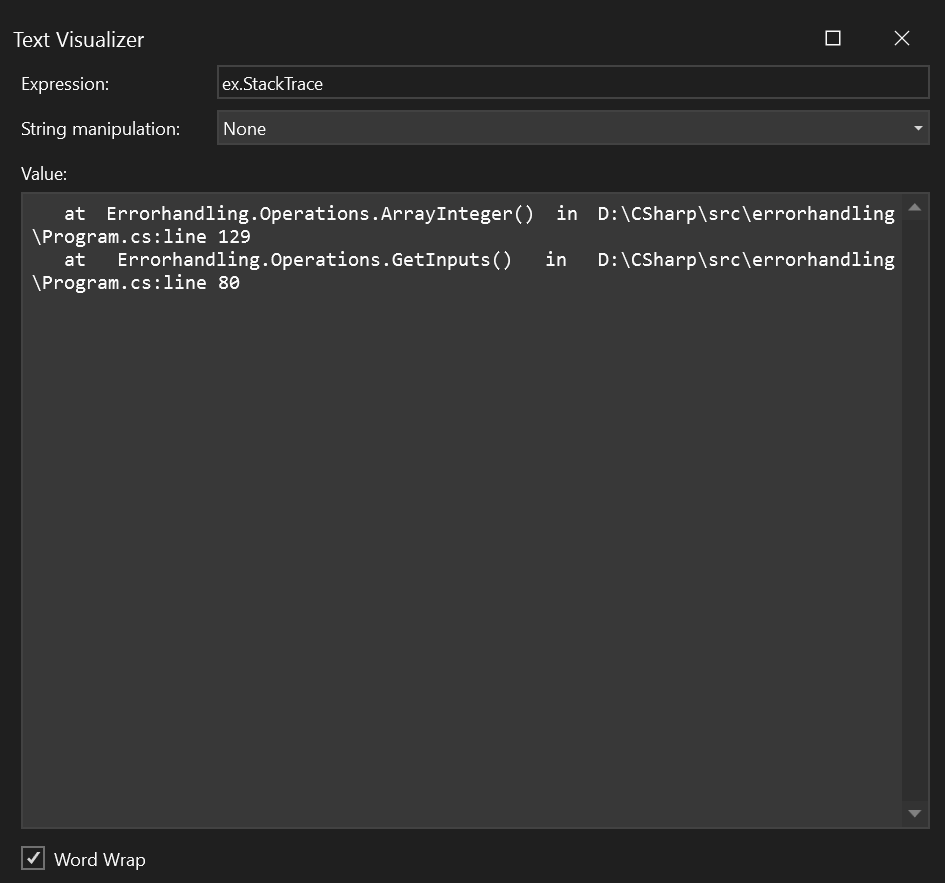 Text Visualizer
Expression:
ex.StackTrace
String manipulation:
None
Value:
at Errorhandling.Operations.ArrayInteger() in D:\CSharp\src\errorhandling
\Program.cs:line 129
at Errorhandling.Operations.GetInputs() in D:\CSharp\src\errorhandling
\Program.cs:line 80
Word Wrap